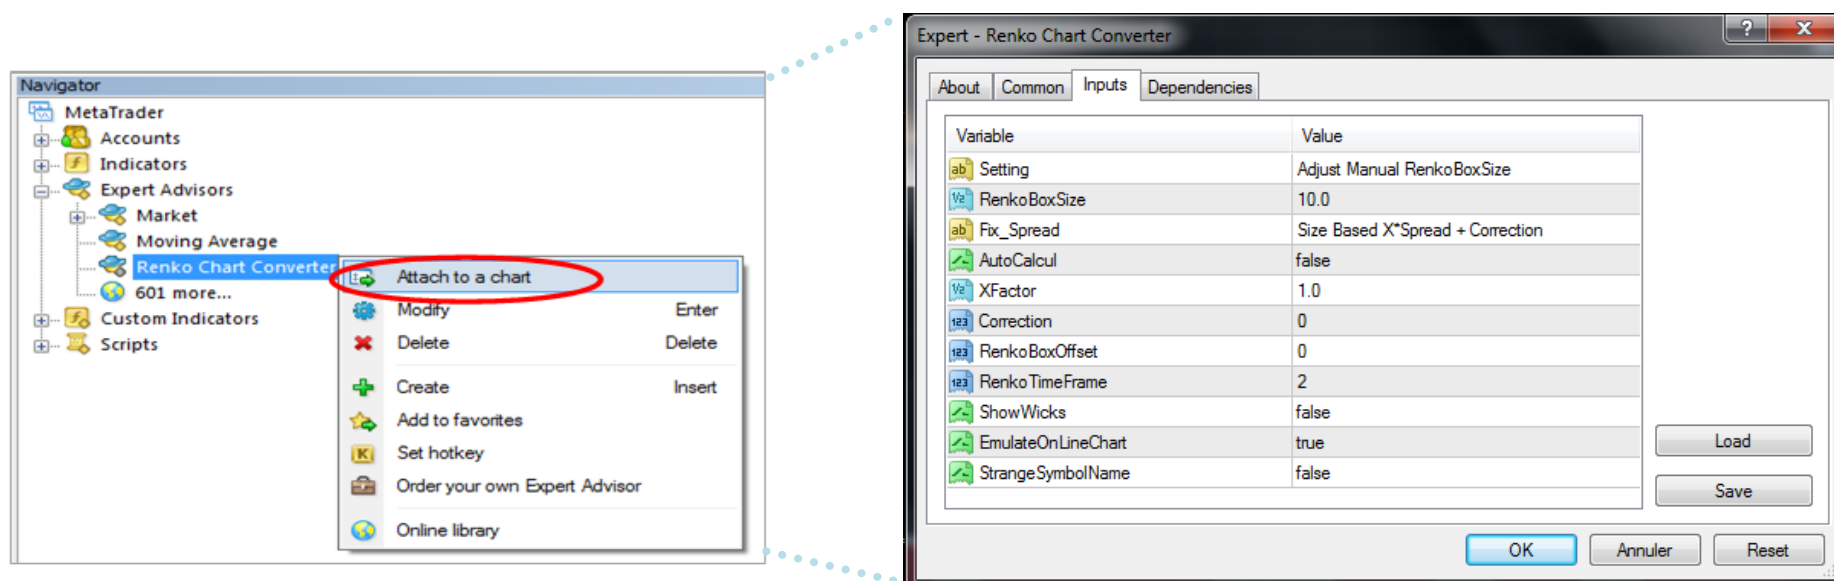 Navigator
MetaTrader
Accounts
Indicators
Expert Advisors
Market
Moving Average
Renko Chart Converter
601 more...
Custom Indicators
Scripts
Attach to a chart
Modify Enter
Delete Delete
Create Insert
Add to favorites
Set hotkey
Order your own Expert Advisor
Online library
Expert - Renko Chart Converter
About Common Inputs Dependencies
Variable Value
Setting Adjust Manual RenkoBoxSize
RenkoBoxSize 10.0
Fix_Spread Size Based X*Spread + Correction
AutoCalcul false
XFactor 1.0
Correction 0
RenkoBoxOffset 0
RenkoTimeFrame 2
ShowWicks false
EmulateOnLineChart true
StrangeSymbolName false
Load
Save
OK Annuler Reset